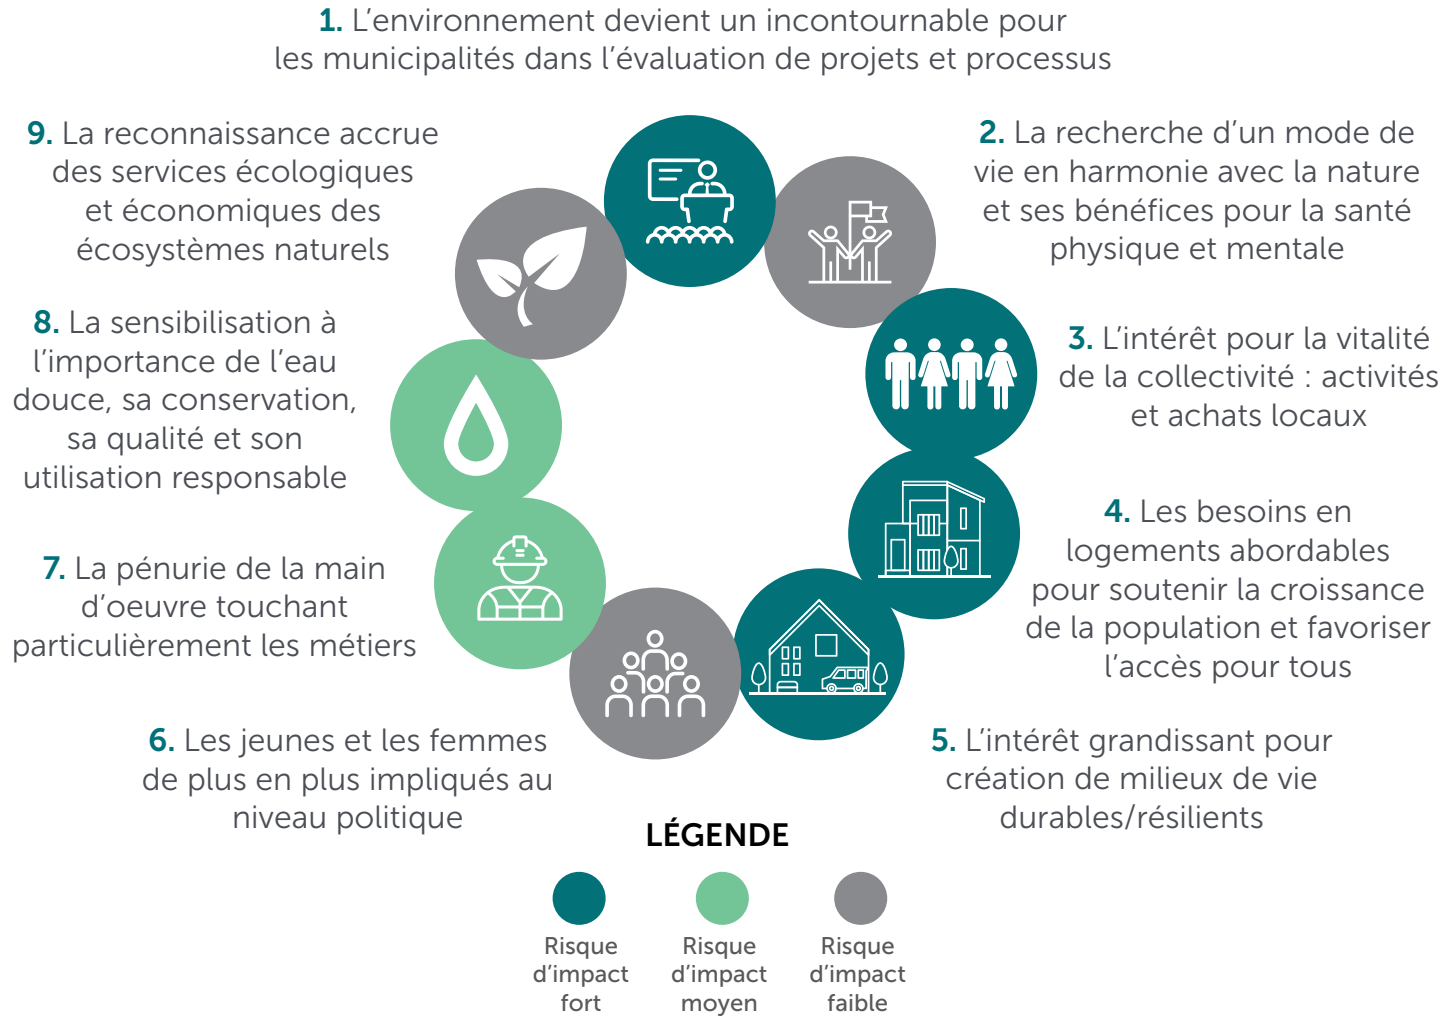 1. L’environnement devient un incontournable pour
les municipalités dans l’évaluation de projets et processus
2. La recherche d’un mode de
vie en harmonie avec la nature
et ses bénéfices pour la santé
physique et mentale
3. L’intérêt pour la vitalité
de la collectivité : activités
et achats locaux
4. Les besoins en
logements abordables
pour soutenir la croissance
de la population et favoriser
l’accès pour tous
5. L’intérêt grandissant pour
création de milieux de vie
durables/résilients
6. Les jeunes et les femmes
de plus en plus impliqués au
niveau politique
7. La pénurie de la main
d’oeuvre touchant
particulièrement les métiers
8. La sensibilisation à
l’importance de l’eau
douce, sa conservation,
sa qualité et son
utilisation responsable
9. La reconnaissance accrue
des services écologiques
et économiques des
écosystèmes naturels
LÉGENDE
Risque
d’impact
fort
Risque
d’impact
moyen
Risque
d’impact
faible